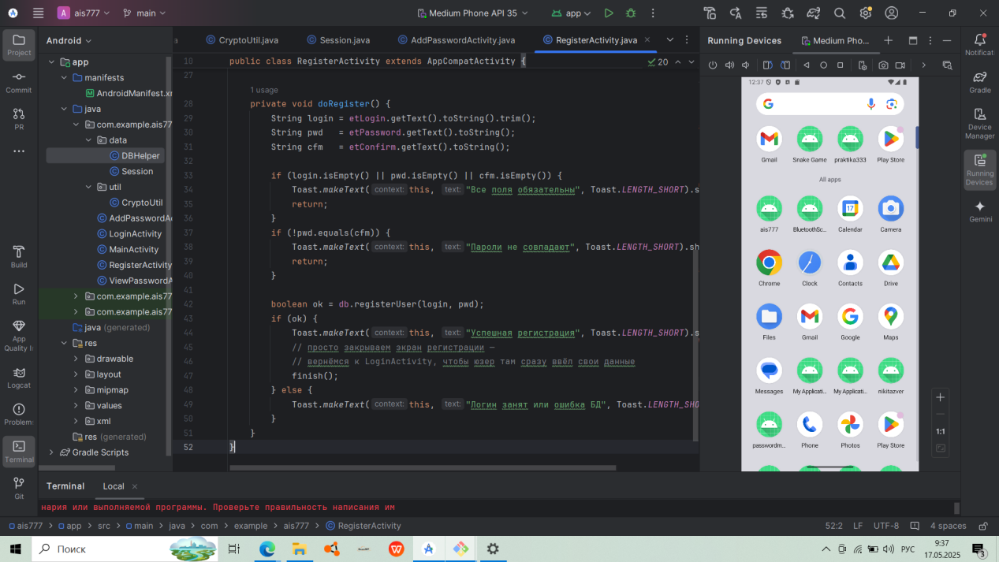 ais777
main
Medium Phone API 35
app
Android
CryptoUtil.java
Session.java
AddPasswordActivity.java
RegisterActivity.java
Running Devices
Medium Pho...
Project
Commit
PR
Build
Run
App
Quality I
Logcat
Problem
Terminal
Git
app
manifests
AndroidManifest.x
java
com.example.ais77
data
DBHelper
Session
util
CryptoUtil
AddPasswordA
LoginActivity
MainActivity
RegisterActivity
ViewPasswordA
com.example.ais77
com.example.ais77
java (generated)
res
drawable
layout
mipmap
values
xml
res (generated)
Gradle Scripts
10 public class RegisterActivity extends AppCompatActivity {
20
27
1 usage
28 private void doRegister() {
29 String login = etLogin.getText().toString().trim();
30 String pwd = etPassword.getText().toString();
31 String cfm = etConfirm.getText().toString();
32
33 if (login.isEmpty() || pwd.isEmpty() || cfm.isEmpty()) {
34 Toast.makeText( context: this, text: "Все поля обязательны", Toast.LENGTH_SHORT).s
35 return;
36 }
37 if (!pwd.equals(cfm)) {
38 Toast.makeText( context: this, text: "Пароли не совпадают", Toast.LENGTH_SHORT).sh
39 return;
40 }
41
42 boolean ok = db.registerUser(login, pwd);
43 if (ok) {
44 Toast.makeText( context: this, text: "Успешная регистрация", Toast.LENGTH_SHORT).s
45 // просто закрываем экран регистрации —
46 // вернёмся к LoginActivity, чтобы юзер там сразу ввёл свои данные
47 finish();
48 } else {
49 Toast.makeText( context: this, text: "Логин занят или ошибка БД", Toast.LENGTH_SHO
50 }
51 }
52 }
12:37
Gmail
Snake Game
praktika333
Play Store
All apps
ais777
BluetoothSc...
17
Calendar
Camera
Chrome
Clock
Contacts
Drive
Files
Gmail
Google
Maps
Messages
My Applicati...
My Applicati...
nikitazver
passwordm...
Phone
Photos
Play Store
1:1
Notificat
Gradle
Device
Manager
Running
Devices
Gemini
Terminal
Local
нария или выполняемой программы. Проверьте правильность написания им
ais777 > app > src > main > java > com > example > ais777 > RegisterActivity
52:2
LF
UTF-8
4 spaces
Поиск
РУС
9:37
17.05.2025
3